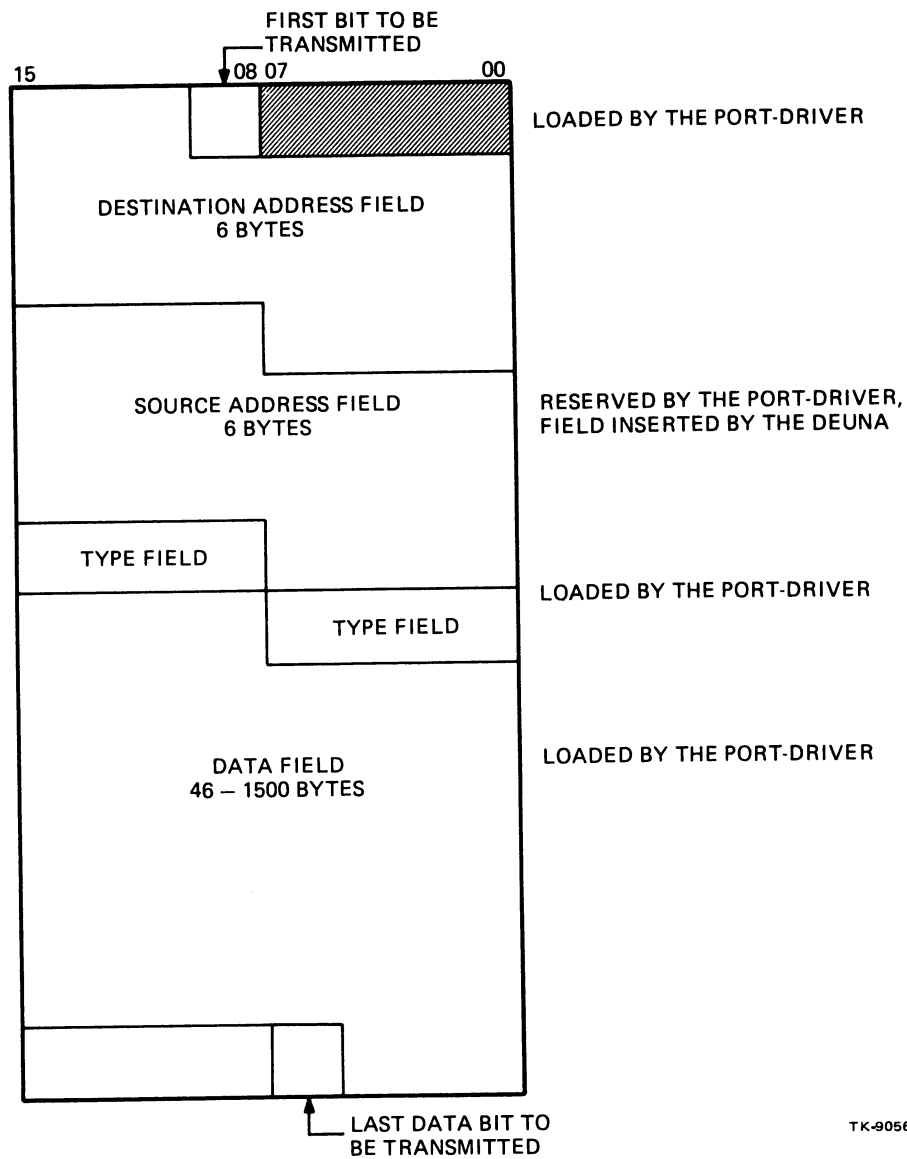 FIRST BIT TO BE
TRANSMITTED
15 08 07 00
LOADED BY THE PORT-DRIVER
DESTINATION ADDRESS FIELD
6 BYTES
SOURCE ADDRESS FIELD
6 BYTES
RESERVED BY THE PORT-DRIVER,
FIELD INSERTED BY THE DEUNA
TYPE FIELD
LOADED BY THE PORT-DRIVER
TYPE FIELD
DATA FIELD
46 – 1500 BYTES
LOADED BY THE PORT-DRIVER
LAST DATA BIT TO
BE TRANSMITTED
TK-9056